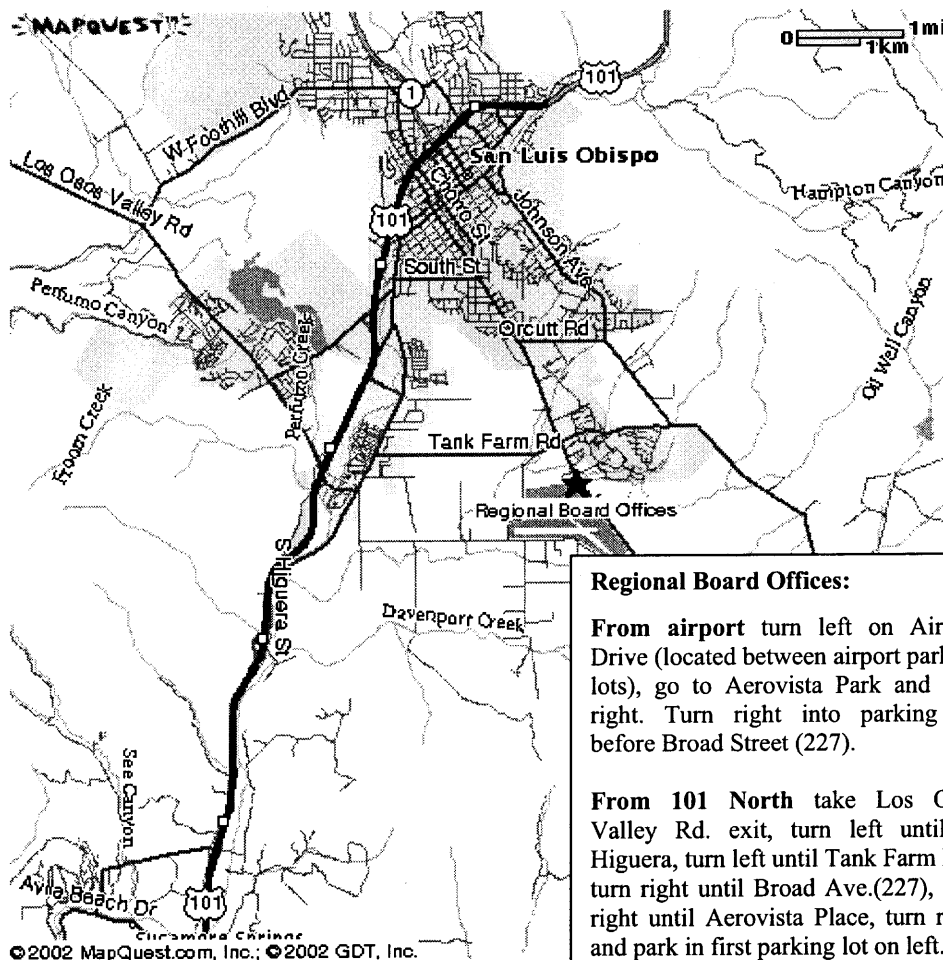 MAPQUEST
0 1mi
1km
101
1
W Foothill Blvd
San Luis Obispo
Los Osos Valley Rd
Hampton Canyon
Chorro St
Johnson Ave
101
South St
Perfumo Canyon
Orcutt Rd
Oil Well Canyon
Perfumo Creek
Froom Creek
Tank Farm Rd
Regional Board Offices
S Higuera St
Davenport Creek
See Canyon
Avila Beach Dr
101
Sycamore Springs
©2002 MapQuest.com, Inc.; ©2002 GDT, Inc.
Regional Board Offices:
From airport turn left on
Drive (located between airport
lots), go to Aerovista Park and
right. Turn right into parking
before Broad Street (227).
From 101 North take Los
Valley Rd. exit, turn left until
Higuera, turn left until Tank Farm
turn right until Broad Ave.(227),
right until Aerovista Place, turn
and park in first parking lot on left.